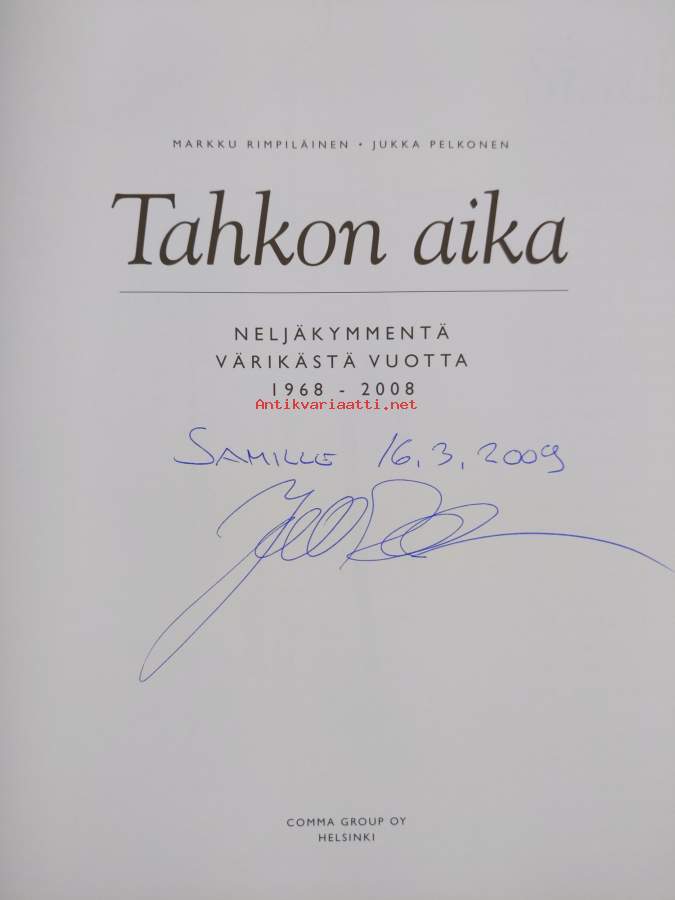 MARKKU RIMPILÄINEN • JUKKA PELKONEN
Tahkon aika
NELJÄKYMMENTÄ
VÄRIKÄSTÄ VUOTTA
1968 - 2008
Antikvariaatti.net
SAMILLE 16.3.2009
COMMA GROUP OY
HELSINKI